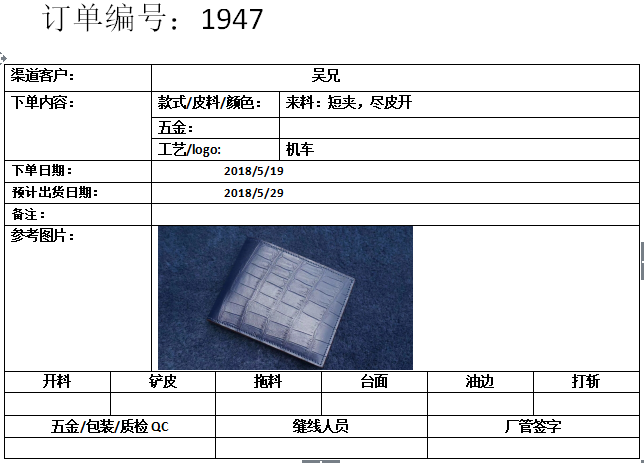 订单编号：1947
渠道客户： 吴兄
下单内容： 款式/皮料/颜色： 来料：短夹，尽皮开
五金：
工艺/logo: 机车
下单日期： 2018/5/19
预计出货日期： 2018/5/29
备注：
参考图片：
开料 铲皮 拖料 台面 油边 打斩
五金/包装/质检 QC 缝线人员 厂管签字